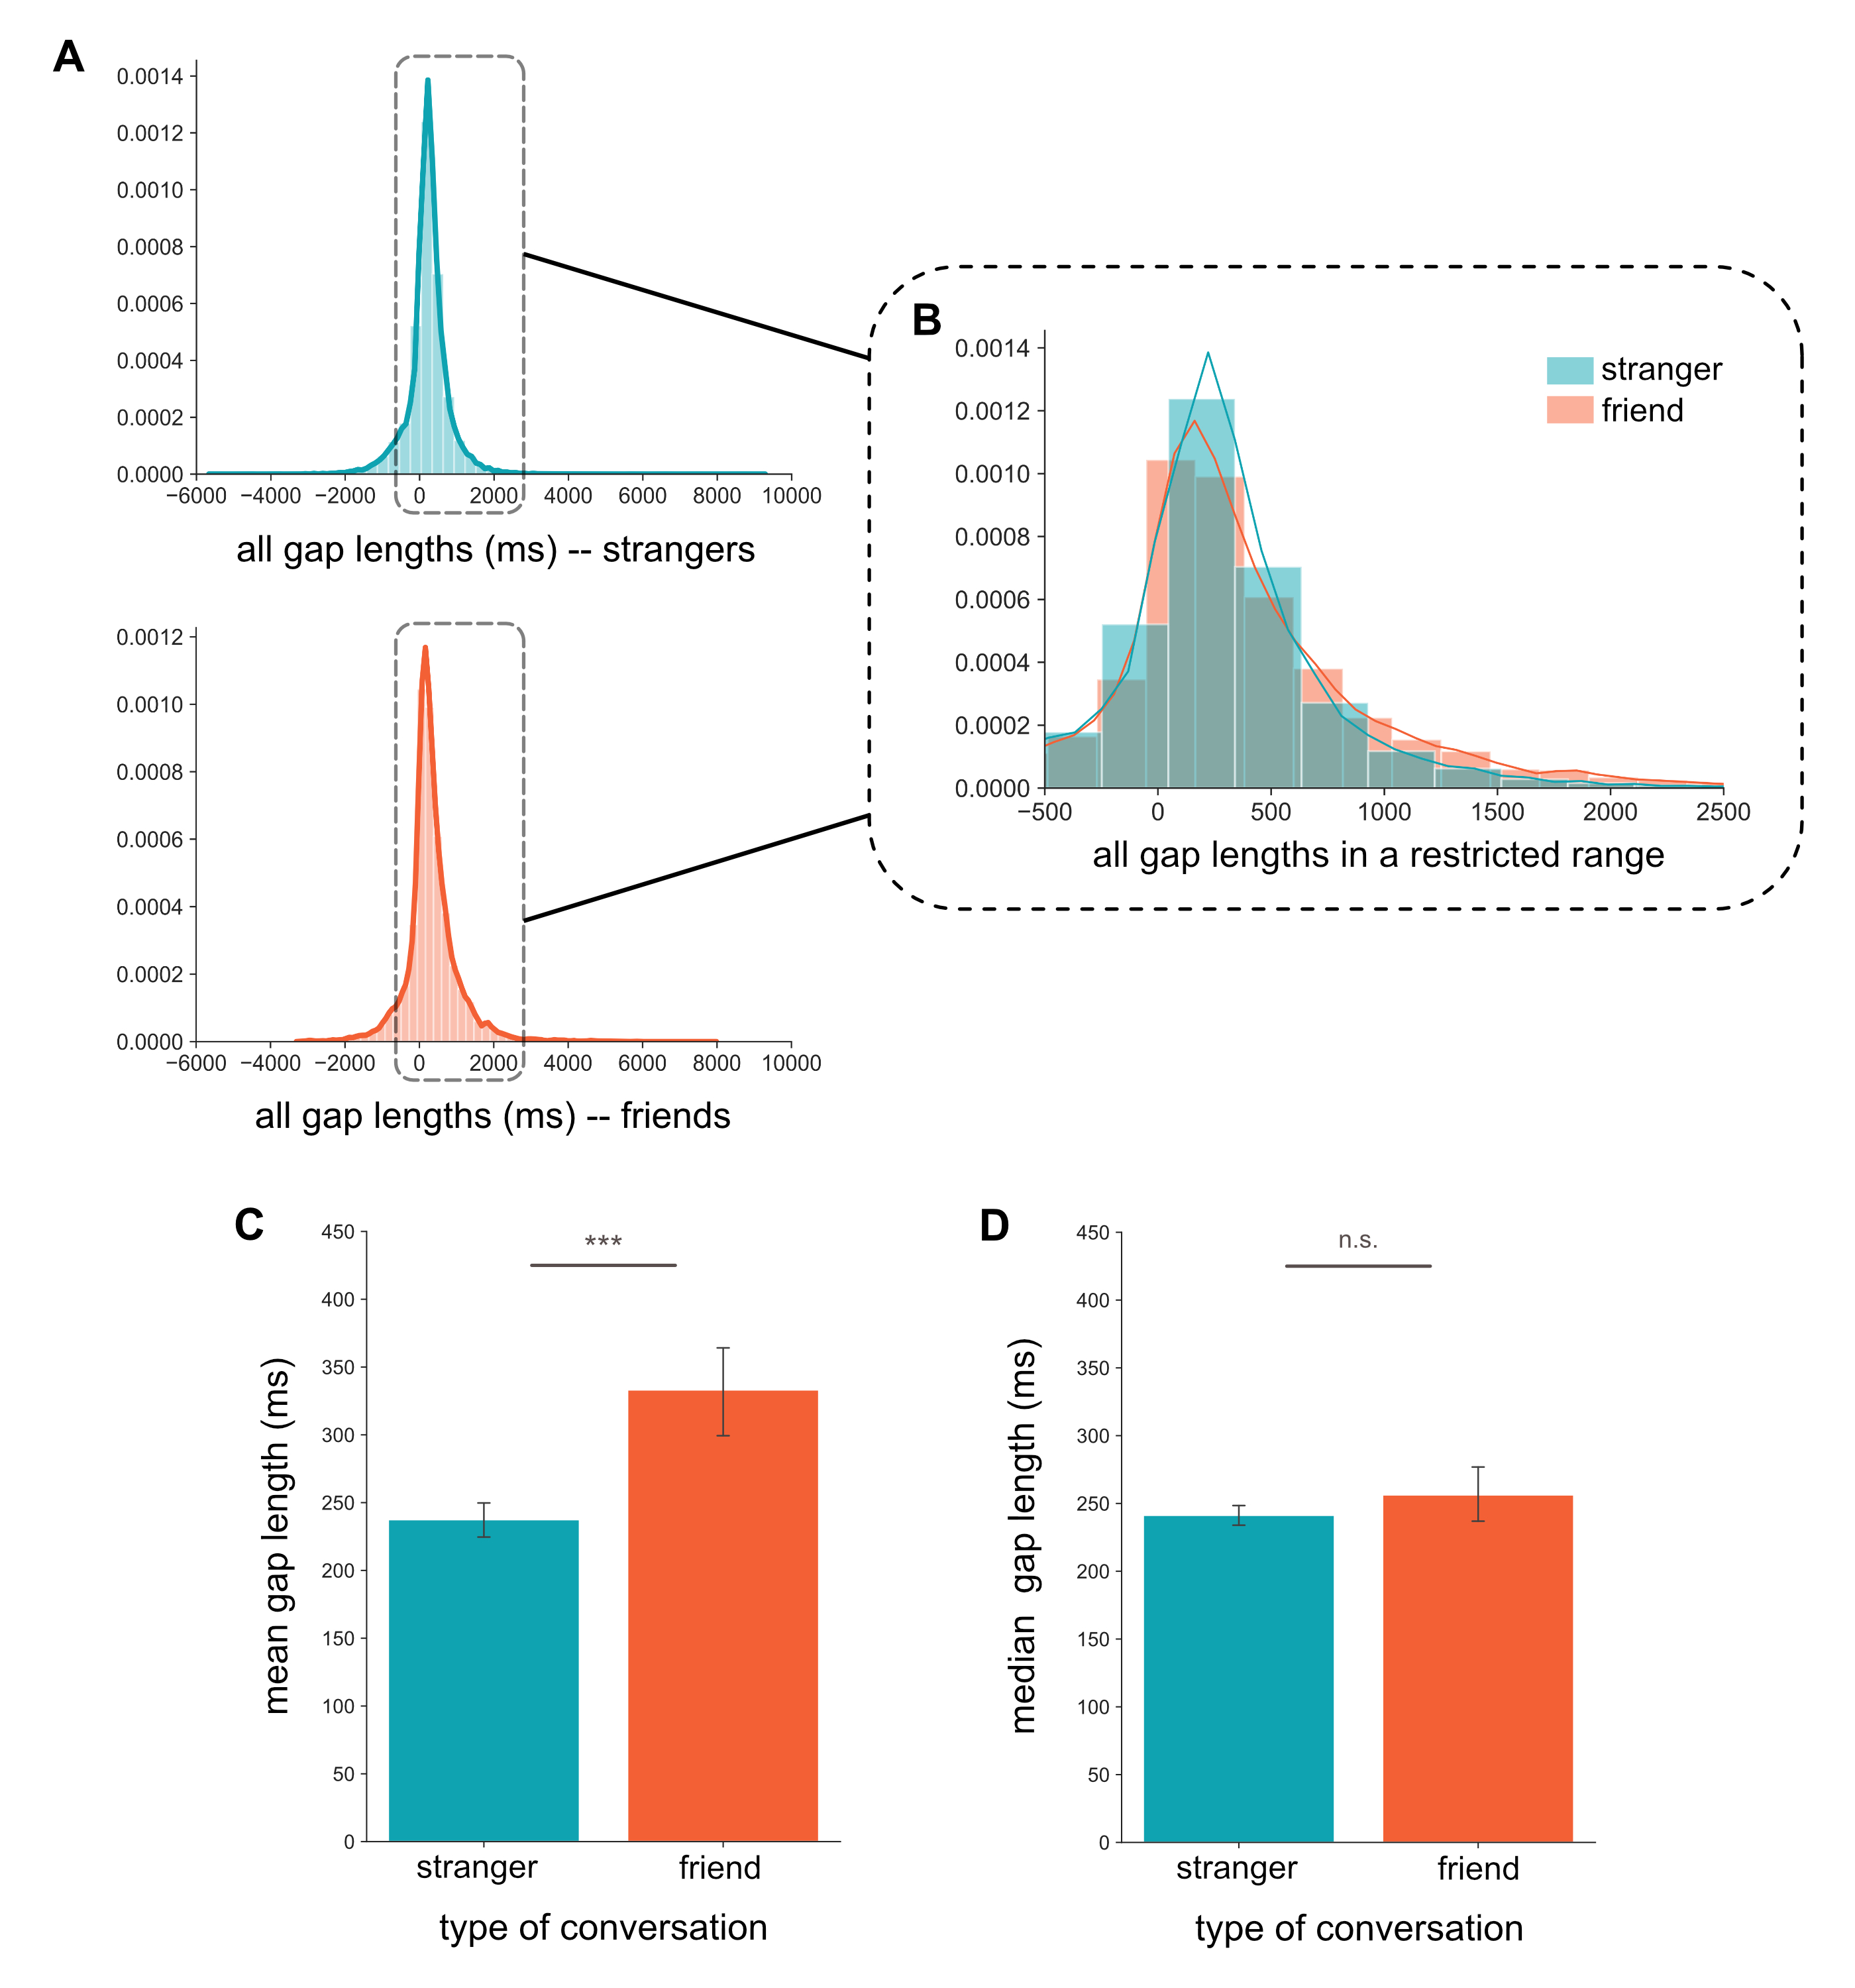 A
0.0014
0.0012
0.0010
0.0008
0.0006
0.0004
0.0002
0.0000
−6000 −4000 −2000 0 2000 4000 6000 8000 10000
all gap lengths (ms) -- strangers
0.0012
0.0010
0.0008
0.0006
0.0004
0.0002
0.0000
−6000 −4000 −2000 0 2000 4000 6000 8000 10000
all gap lengths (ms) -- friends
B
0.0014
0.0012
0.0010
0.0008
0.0006
0.0004
0.0002
0.0000
−500 0 500 1000 1500 2000 2500
stranger
friend
all gap lengths in a restricted range
C
450
400
350
300
250
200
150
100
50
0
***
mean gap length (ms)
stranger friend
type of conversation
D
450
400
350
300
250
200
150
100
50
0
n.s.
median gap length (ms)
stranger friend
type of conversation